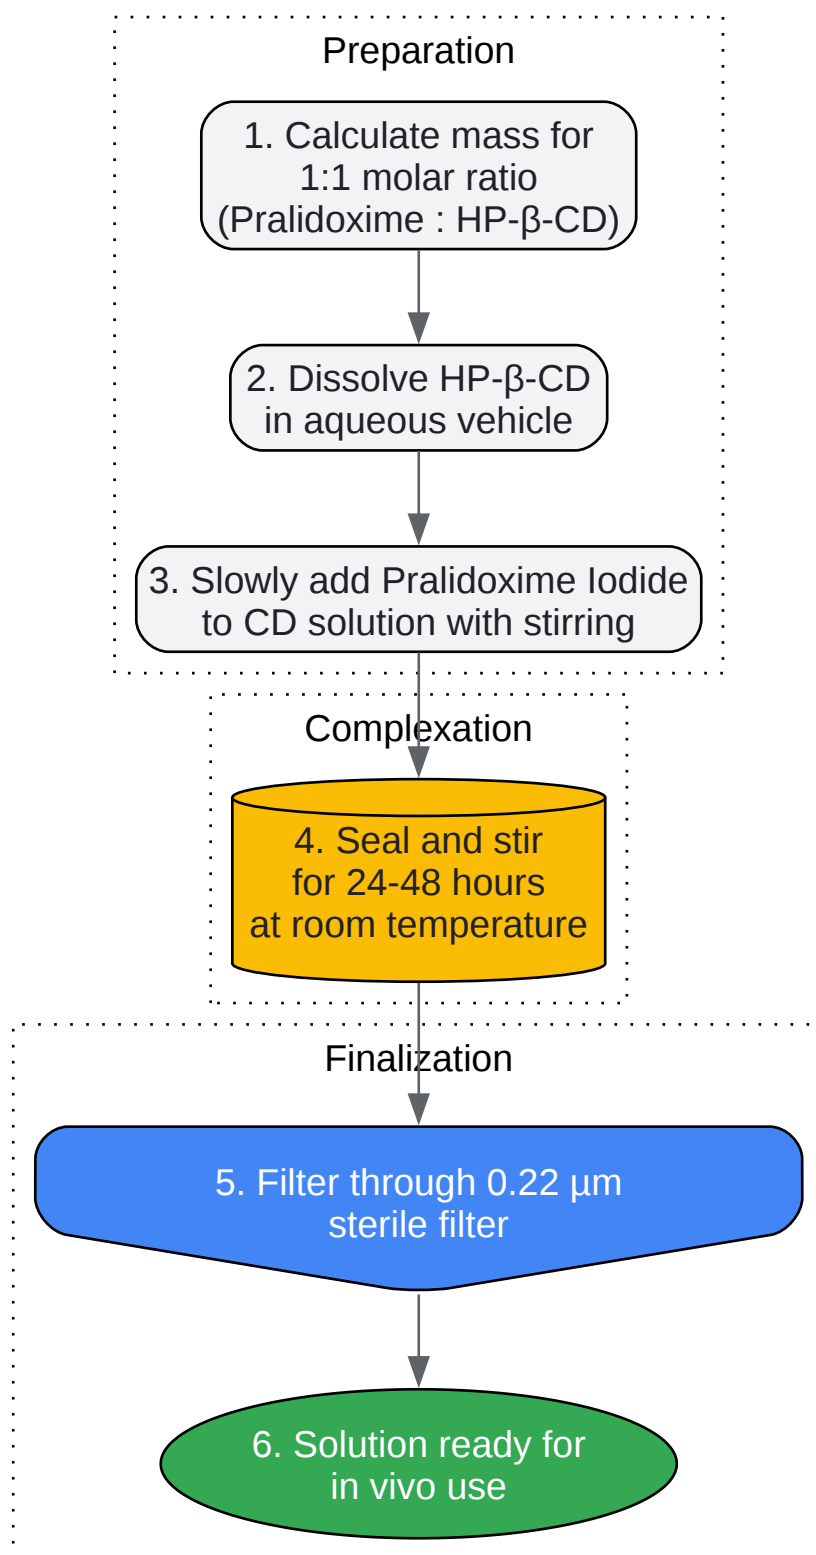 Preparation
1. Calculate mass for
1:1 molar ratio
(Pralidoxime : HP-β-CD)
2. Dissolve HP-β-CD
in aqueous vehicle
3. Slowly add Pralidoxime Iodide
to CD solution with stirring
Complexation
4. Seal and stir
for 24-48 hours
at room temperature
Finalization
5. Filter through 0.22 µm
sterile filter
6. Solution ready for
in vivo use